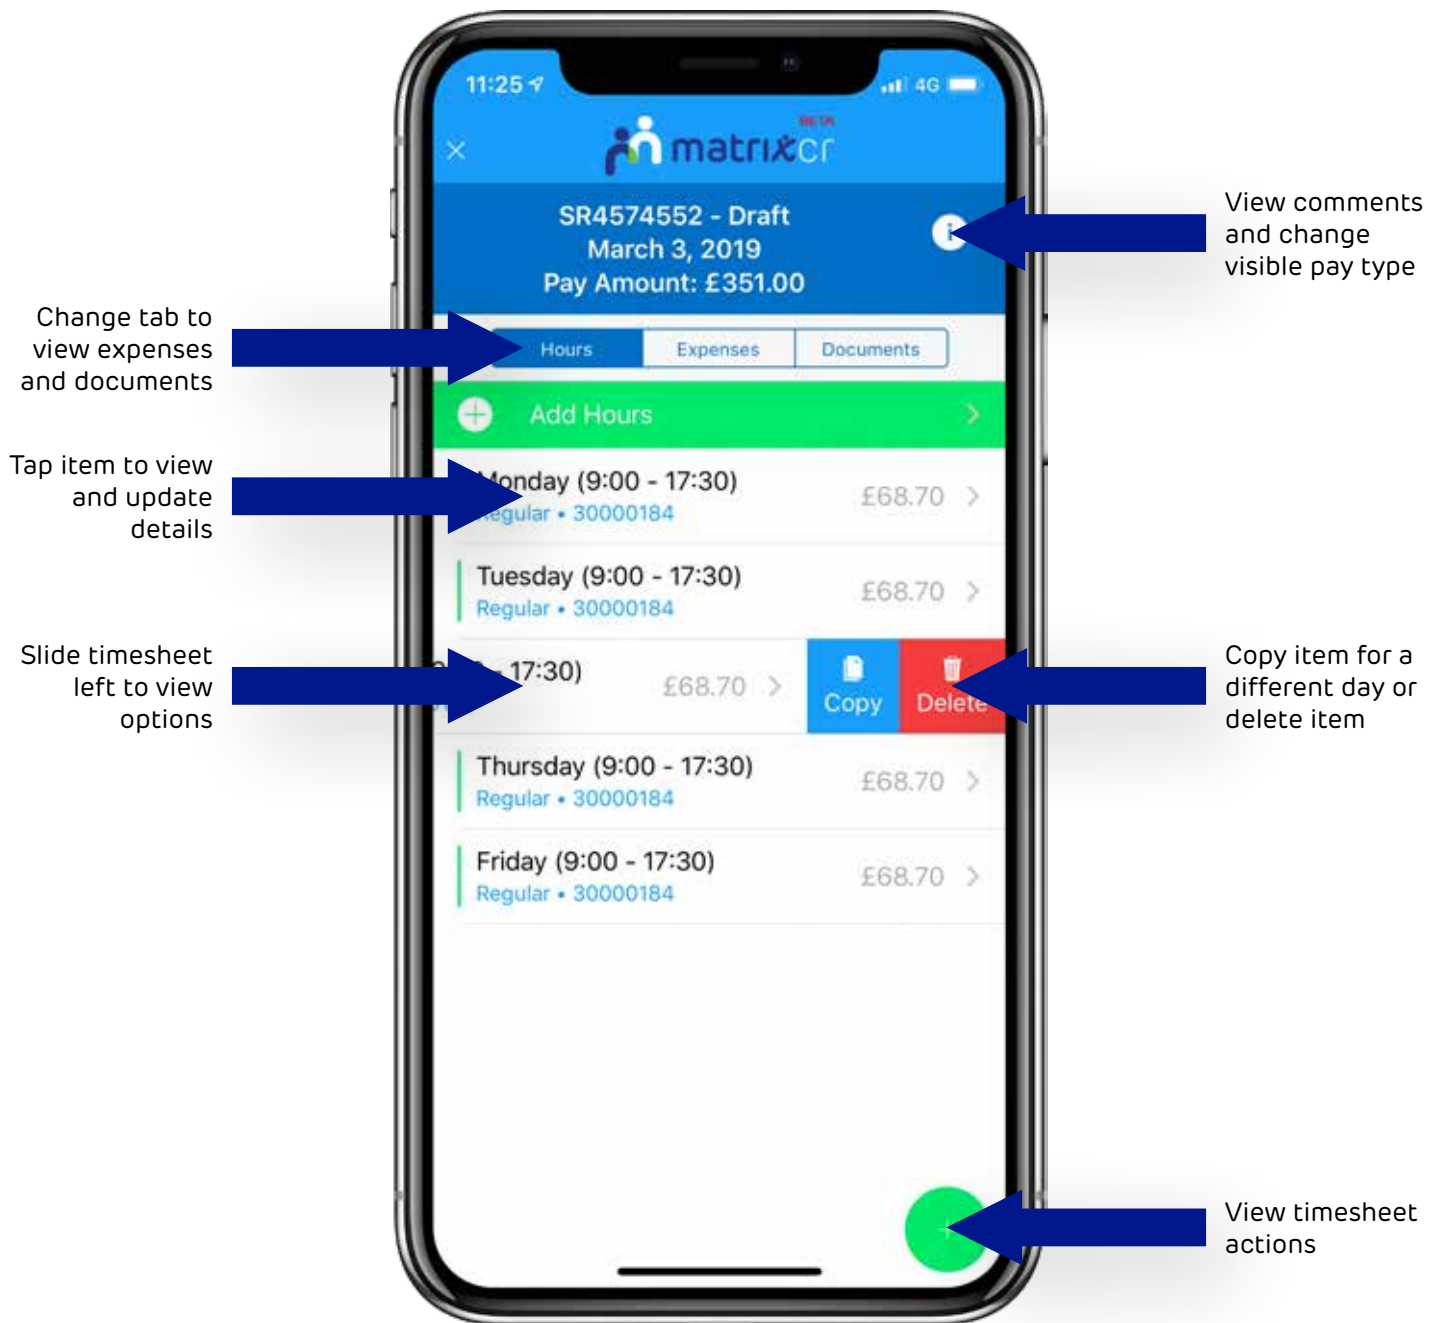 11:25
4G
BETA
matrixcr
SR4574552 - Draft
March 3, 2019
Pay Amount: £351.00
View comments
and change
visible pay type
Change tab to
view expenses
and documents
Hours
Expenses
Documents
Add Hours
Tap item to view
and update
details
Monday (9:00 - 17:30)
Regular • 30000184
£68.70
Tuesday (9:00 - 17:30)
Regular • 30000184
£68.70
Slide timesheet
left to view
options
- 17:30)
£68.70
Copy
Delete
Copy item for a
different day or
delete item
Thursday (9:00 - 17:30)
Regular • 30000184
£68.70
Friday (9:00 - 17:30)
Regular • 30000184
£68.70
View timesheet
actions